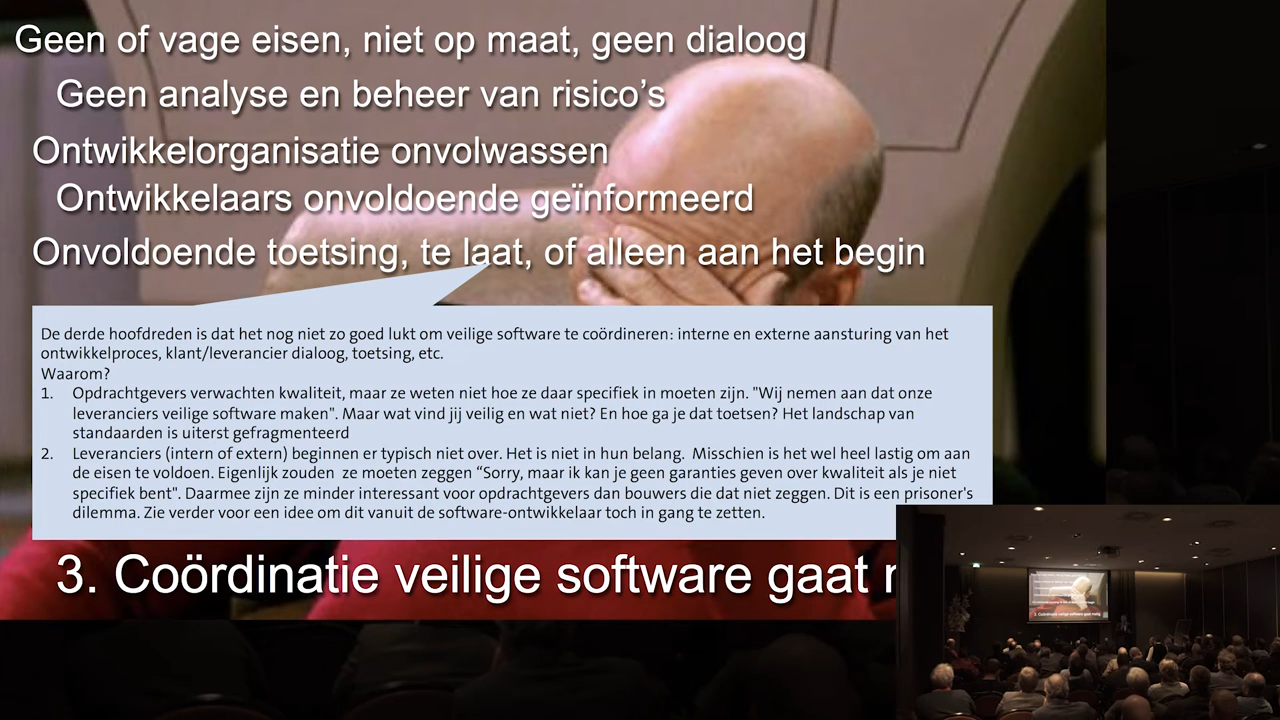 Geen of vage eisen, niet op maat, geen dialoog
Geen analyse en beheer van risico's
Ontwikkelorganisatie onvolwassen
Ontwikkelaars onvoldoende geïnformeerd
Onvoldoende toetsing, te laat, of alleen aan het begin
De derde hoofdreden is dat het nog niet zo goed lukt om veilige software te coördineren: interne en externe aansturing van het
ontwikkelproces, klant/leverancier dialoog, toetsing, etc.
Waarom?
1. Opdrachtgevers verwachten kwaliteit, maar ze weten niet hoe ze daar specifiek in moeten zijn. "Wij nemen aan dat onze
leveranciers veilige software maken". Maar wat vind jij veilig en wat niet? En hoe ga je dat toetsen? Het landschap van
standaarden is uiterst gefragmenteerd
2. Leveranciers (intern of extern) beginnen er typisch niet over. Het is niet in hun belang. Misschien is het wel heel lastig om aan
de eisen te voldoen. Eigenlijk zouden ze moeten zeggen “Sorry, maar ik kan je geen garanties geven over kwaliteit als je niet
specifiek bent". Daarmee zijn ze minder interessant voor opdrachtgevers dan bouwers die dat niet zeggen. Dit is een prisoner's
dilemma. Zie verder voor een idee om dit vanuit de software-ontwikkelaar toch in gang te zetten.
3. Coördinatie veilige software gaat